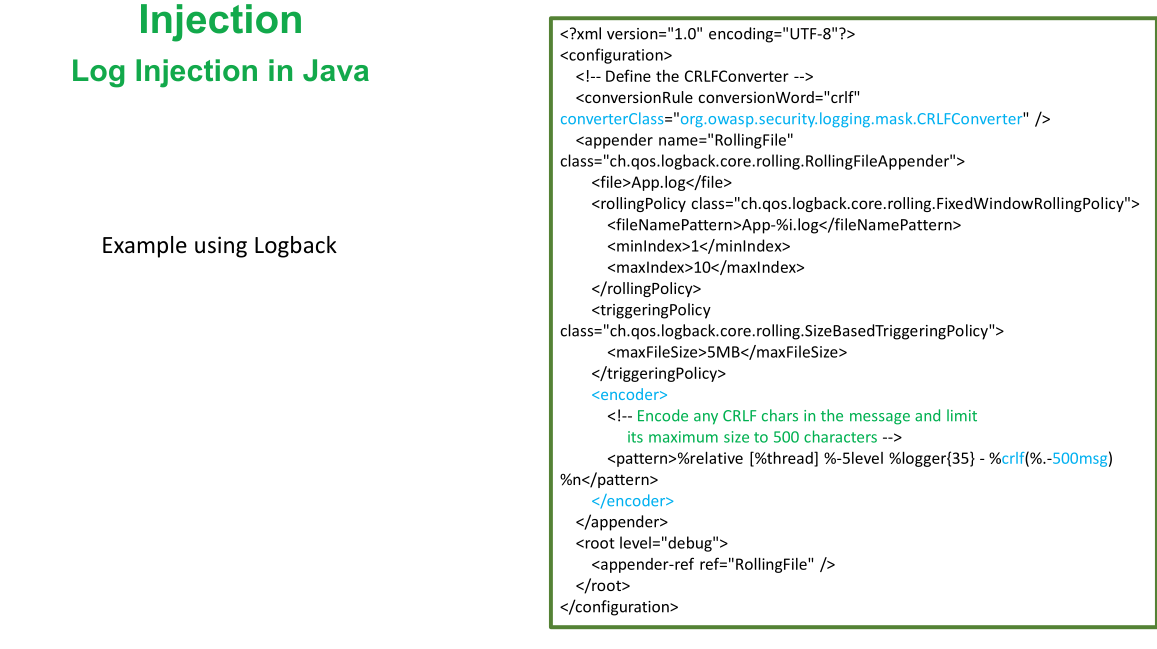 Injection
Log Injection in Java
Example using Logback
<?xml version="1.0" encoding="UTF-8"?>
<configuration>
<!-- Define the CRLFConverter -->
<conversionRule conversionWord="crlf"
converterClass="org.owasp.security.logging.mask.CRLFConverter" />
<appender name="RollingFile"
class="ch.qos.logback.core.rolling.RollingFileAppender">
<file>App.log</file>
<rollingPolicy class="ch.qos.logback.core.rolling.FixedWindowRollingPolicy">
<fileNamePattern>App-%i.log</fileNamePattern>
<minIndex>1</minIndex>
<maxIndex>10</maxIndex>
</rollingPolicy>
<triggeringPolicy
class="ch.qos.logback.core.rolling.SizeBasedTriggeringPolicy">
<maxFileSize>5MB</maxFileSize>
</triggeringPolicy>
<encoder>
<!-- Encode any CRLF chars in the message and limit
its maximum size to 500 characters -->
<pattern>%relative [%thread] %-5level %logger{35} - %crlf(%.-500msg)
%n</pattern>
</encoder>
</appender>
<root level="debug">
<appender-ref ref="RollingFile" />
</root>
</configuration>